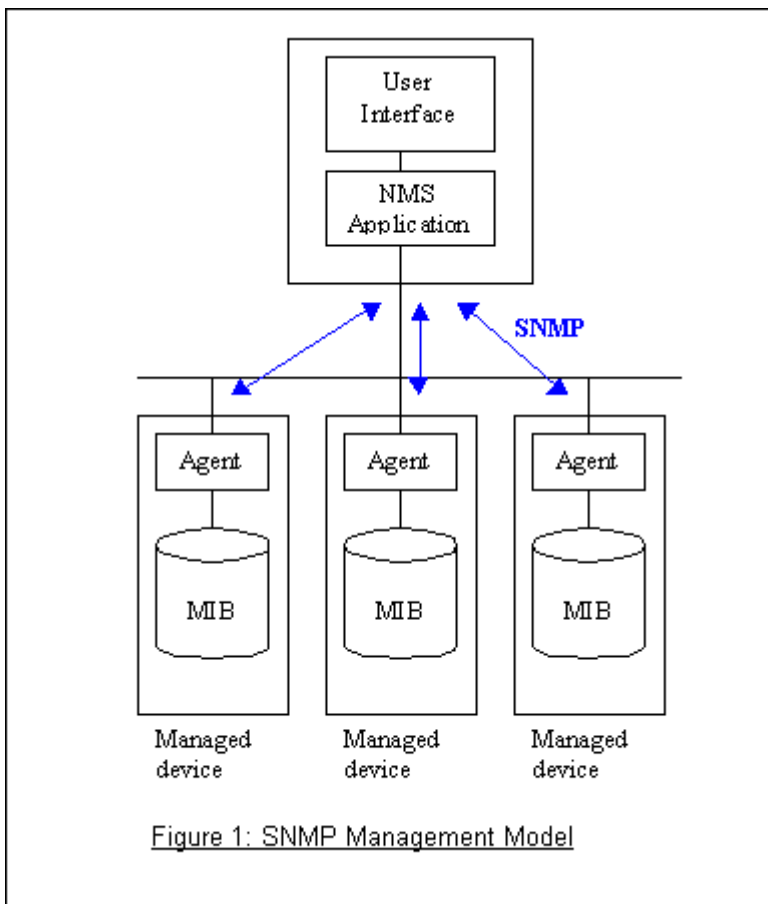 User
Interface
NMS
Application
SNMP
Agent
Agent
Agent
MIB
MIB
MIB
Managed
device
Managed
device
Managed
device
Figure 1: SNMP Management Model